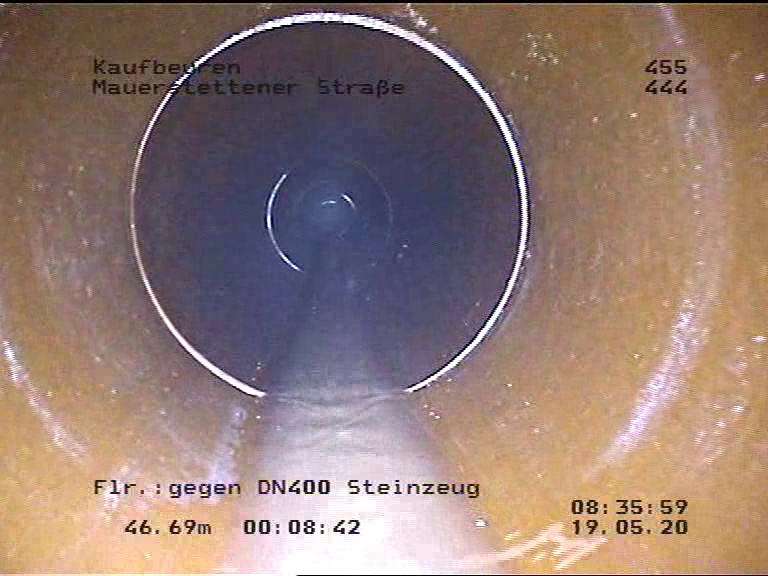 Kaufbeuren 455
Mauerstettener Straße 444
Flr.:gegen DN400 Steinzeug
08:35:59
46.69m 00:08:42 19.05.20